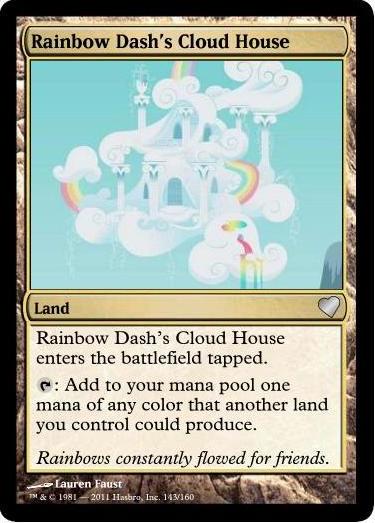 Rainbow Dash's Cloud House
Land
Rainbow Dash's Cloud House
enters the battlefield tapped.
: Add to your mana pool one
mana of any color that another land
you control could produce.
Rainbows constantly flowed for friends.
Lauren Faust
™ & © 1981 — 2011 Hasbro, Inc. 143/160